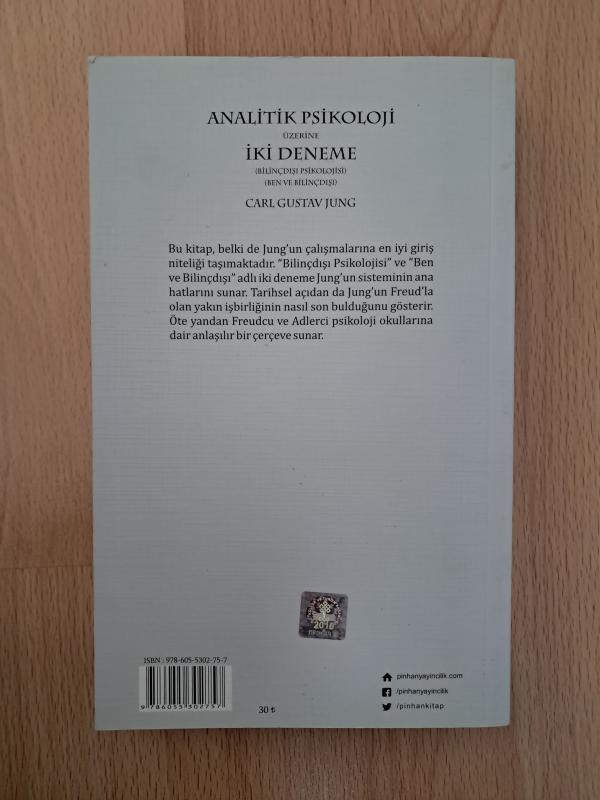 ANALİTİK PSİKOLOJİ
ÜZERİNE
İKİ DENEME
(BİLİNÇDIŞI PSİKOLOJİSİ)
(BEN VE BİLİNÇDIŞI)
CARL GUSTAV JUNG
Bu kitap, belki de Jung'un çalışmalarına en iyi giriş
niteliği taşımaktadır. "Bilinçdışı Psikolojisi" ve "Ben
ve Bilinçdışı" adlı iki deneme Jung'un sisteminin ana
hatlarını sunar. Tarihsel açıdan da Jung'un Freud'la
olan yakın işbirliğinin nasıl son bulduğunu gösterir.
Öte yandan Freudcu ve Adlerci psikoloji okullarına
dair anlaşılır bir çerçeve sunar.
2016
ISBN : 978-605-5302-75-7
9 786055 302757
30 ₺
pinhanyayincilik.com
/pinhanyayincilik
/pinhankitap